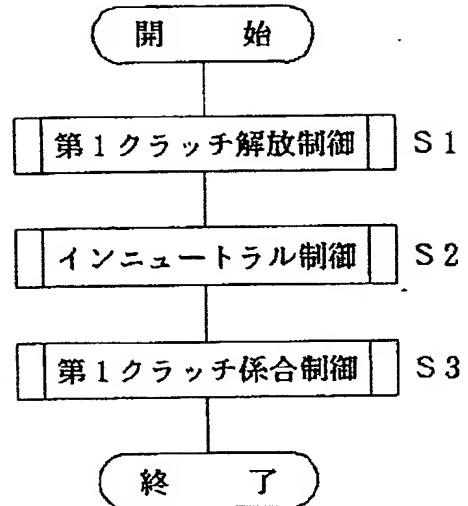 開　始
第1クラッチ解放制御 S1
インニュートラル制御 S2
第1クラッチ係合制御 S3
終　了